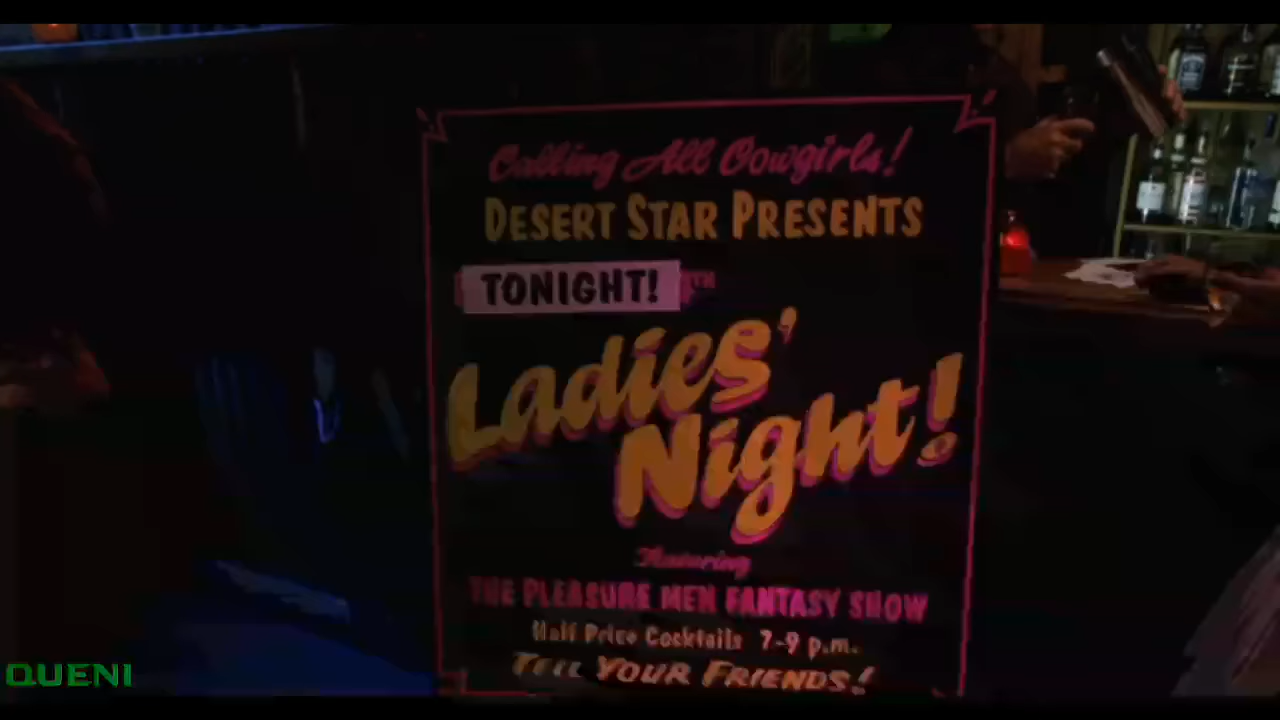 Calling All Cowgirls!
DESERT STAR PRESENTS
TONIGHT! TH
Ladies'
Night!
Featuring
THE PLEASURE MEN FANTASY SHOW
Half Price Cocktails 7-9 p.m.
TELL YOUR FRIENDS!
QUENI